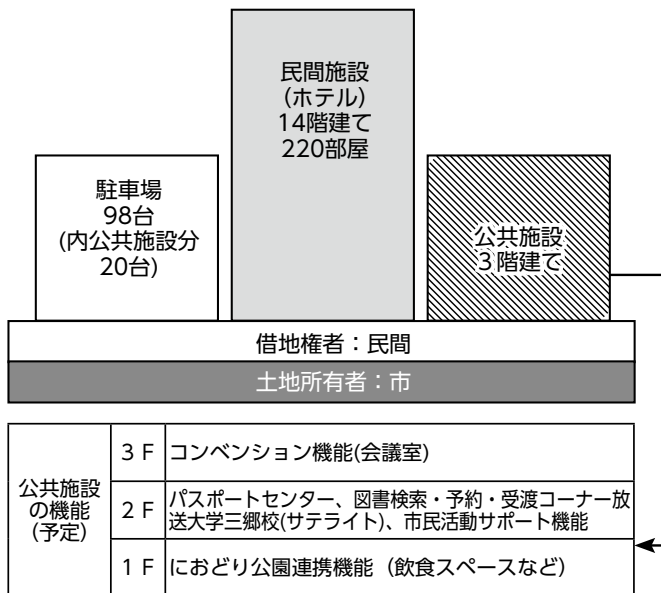 民間施設
(ホテル)
14階建て
220部屋
駐車場
98台
(内公共施設分
20台)
公共施設
3階建て
借地権者：民間
土地所有者：市
公共施設
の機能
(予定)
3 F コンベンション機能(会議室)
2 F パスポートセンター、図書検索・予約・受渡コーナー放
送大学三郷校(サテライト)、市民活動サポート機能
1 F におどり公園連携機能（飲食スペースなど）